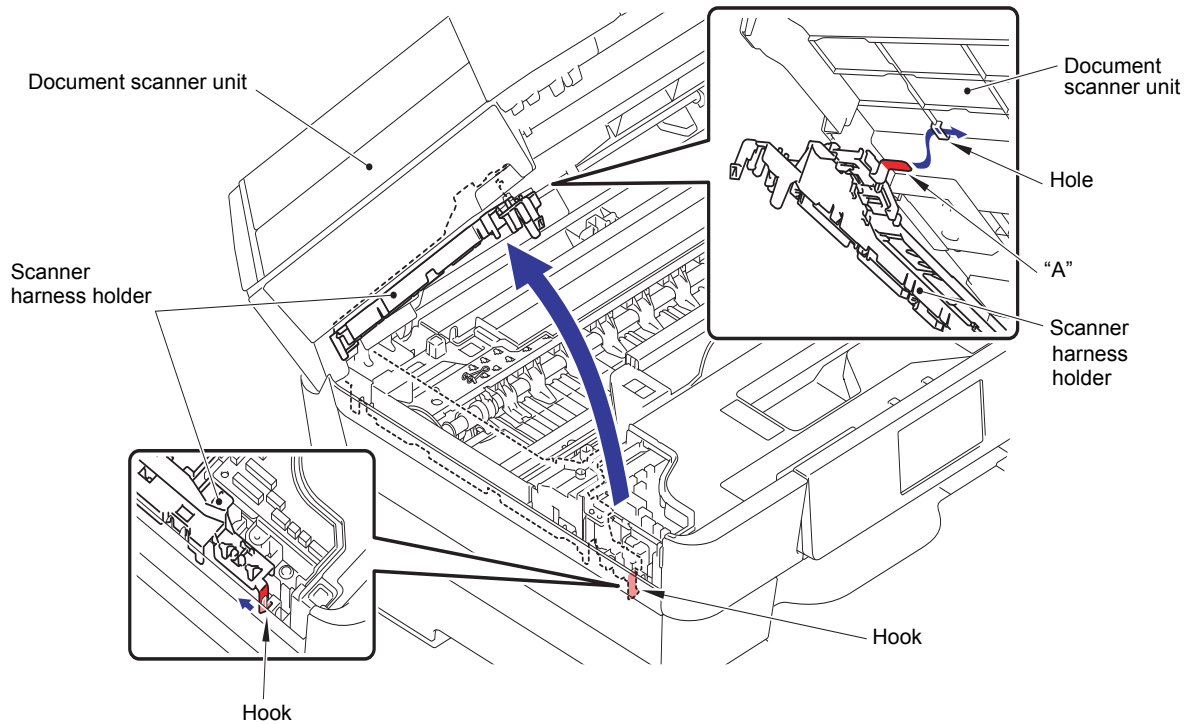 Document scanner unit
Document
scanner unit
Hole
"A"
Scanner
harness holder
Scanner
harness
holder
Hook
Hook